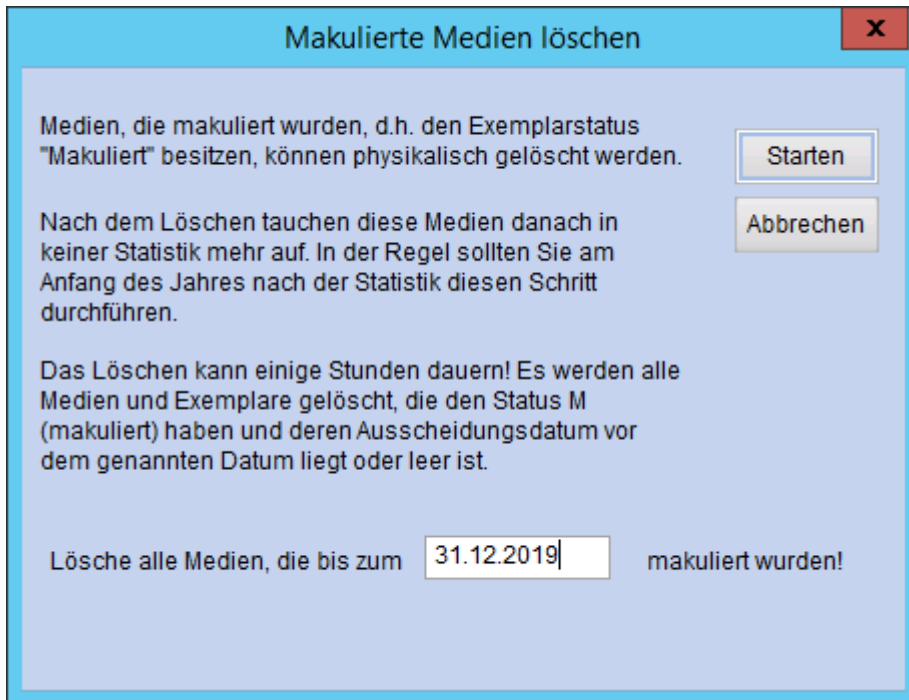 Makulierte Medien löschen
x
Medien, die makuliert wurden, d.h. den Exemplarstatus
"Makuliert" besitzen, können physikalisch gelöscht werden.
Starten
Abbrechen
Nach dem Löschen tauchen diese Medien danach in
keiner Statistik mehr auf. In der Regel sollten Sie am
Anfang des Jahres nach der Statistik diesen Schritt
durchführen.
Das Löschen kann einige Stunden dauern! Es werden alle
Medien und Exemplare gelöscht, die den Status M
(makuliert) haben und deren Ausscheidungsdatum vor
dem genannten Datum liegt oder leer ist.
Lösche alle Medien, die bis zum 31.12.2019 makuliert wurden!